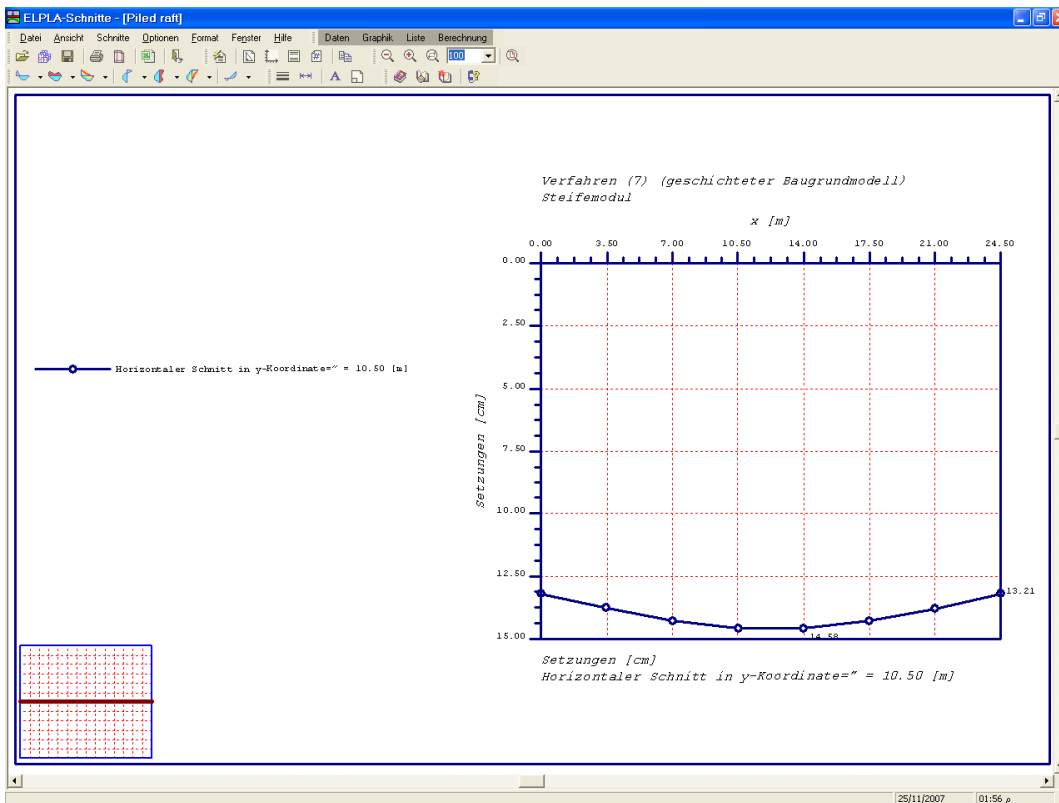 ELPLA-Schnitte - [Piled raft]
Datei Ansicht Schnitte Optionen Format Fenster Hilfe Daten Graphik Liste Berechnung
100
Verfahren (7) (geschichteter Baugrundmodell)
Steifemodul
x [m]
0.00 3.50 7.00 10.50 14.00 17.50 21.00 24.50
0.00
2.50
Horizontaler Schnitt in y-Koordinate=" = 10.50 [m]
5.00
Setzungen [cm]
7.50
10.00
12.50
13.21
14.58
15.00
Setzungen [cm]
Horizontaler Schnitt in y-Koordinate=" = 10.50 [m]
25/11/2007 01:56 م